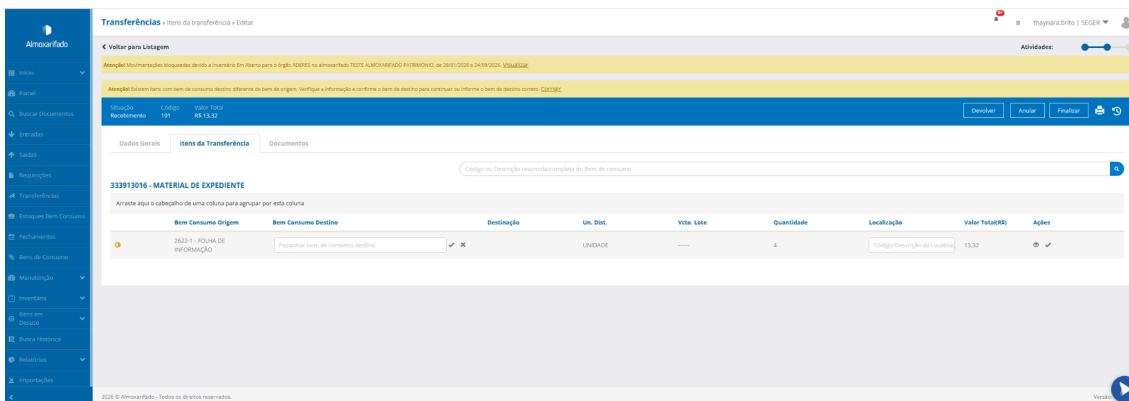 Transferências » Itens da transferência » Editar
9+
thaynara.brito | SEGER
Almoxarifado
Voltar para Listagem
Atividades:
Atenção! Movimentações bloqueadas devido a Inventário Em Aberto para o órgão ADERES no almoxarifado TESTE ALMOXARIFADO PATRIMONIO, de 29/01/2026 a 24/09/2026. Visualizar
Atenção! Existem itens com bem de consumo destino diferente do bem de origem. Verifique a informação e confirme o bem de destino para continuar ou informe o bem de destino correto. Corrigir
Situação Código Valor Total
Recebimento 191 R$ 13,32
Devolver Anular Finalizar
Dados Gerais Itens da Transferência Documentos
Código ou Descrição resumida/completa do Bem de consumo
333913016 - MATERIAL DE EXPEDIENTE
Arraste aqui o cabeçalho de uma coluna para agrupar por esta coluna
Bem Consumo Origem Bem Consumo Destino Destinação Un. Dist. Vcto. Lote Quantidade Localização Valor Total(R$) Ações
2622-1 - FOLHA DE INFORMAÇÃO Pesquisar bem de consumo destino UNIDADE ------ 4 Código/Descrição da Localiza 13,32
Início
Painel
Buscar Documentos
Entradas
Saídas
Requisições
Transferências
Estoques Bem Consumo
Fechamentos
Bens de Consumo
Manutenção
Inventário
Bens em
Desuso
Busca Histórico
Relatórios
Importações
2026 © Almoxarifado - Todos os direitos reservados.